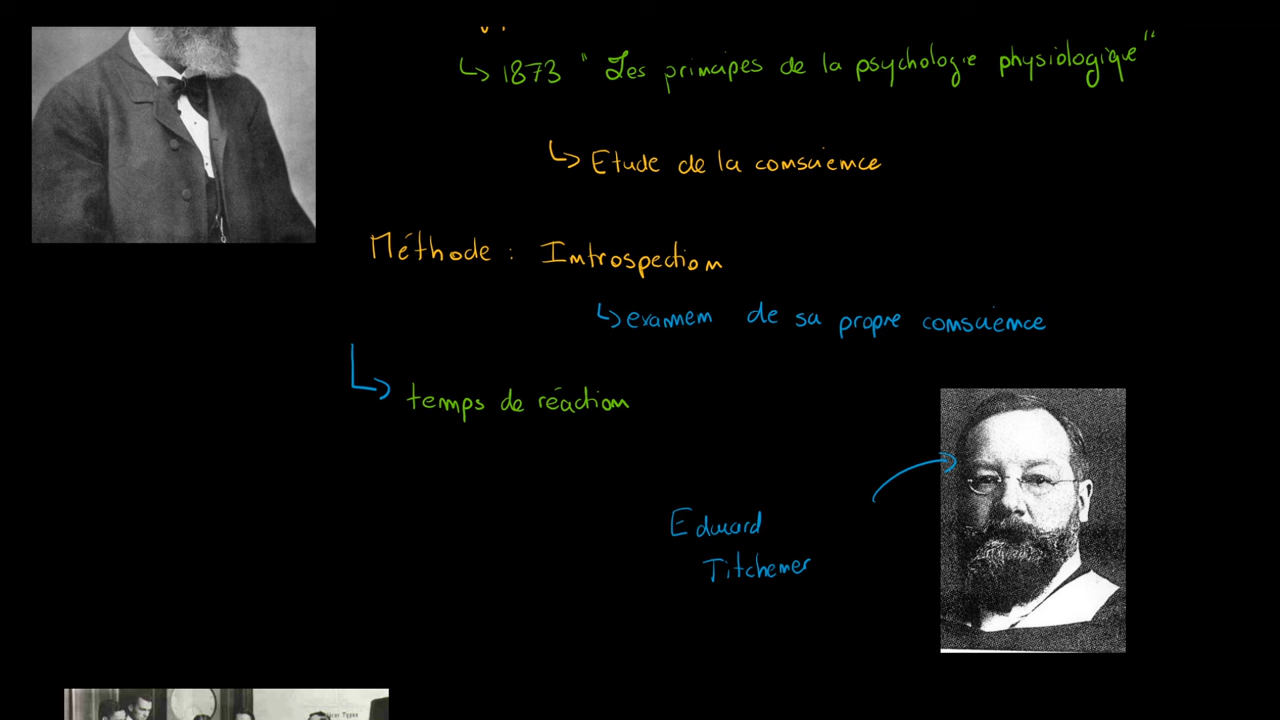 ↳ 1873 "Les principes de la psychologie physiologique"
↳ Etude de la conscience
Méthode : Introspection
↳ examen de sa propre conscience
↳ temps de réaction
Edward
Titchener